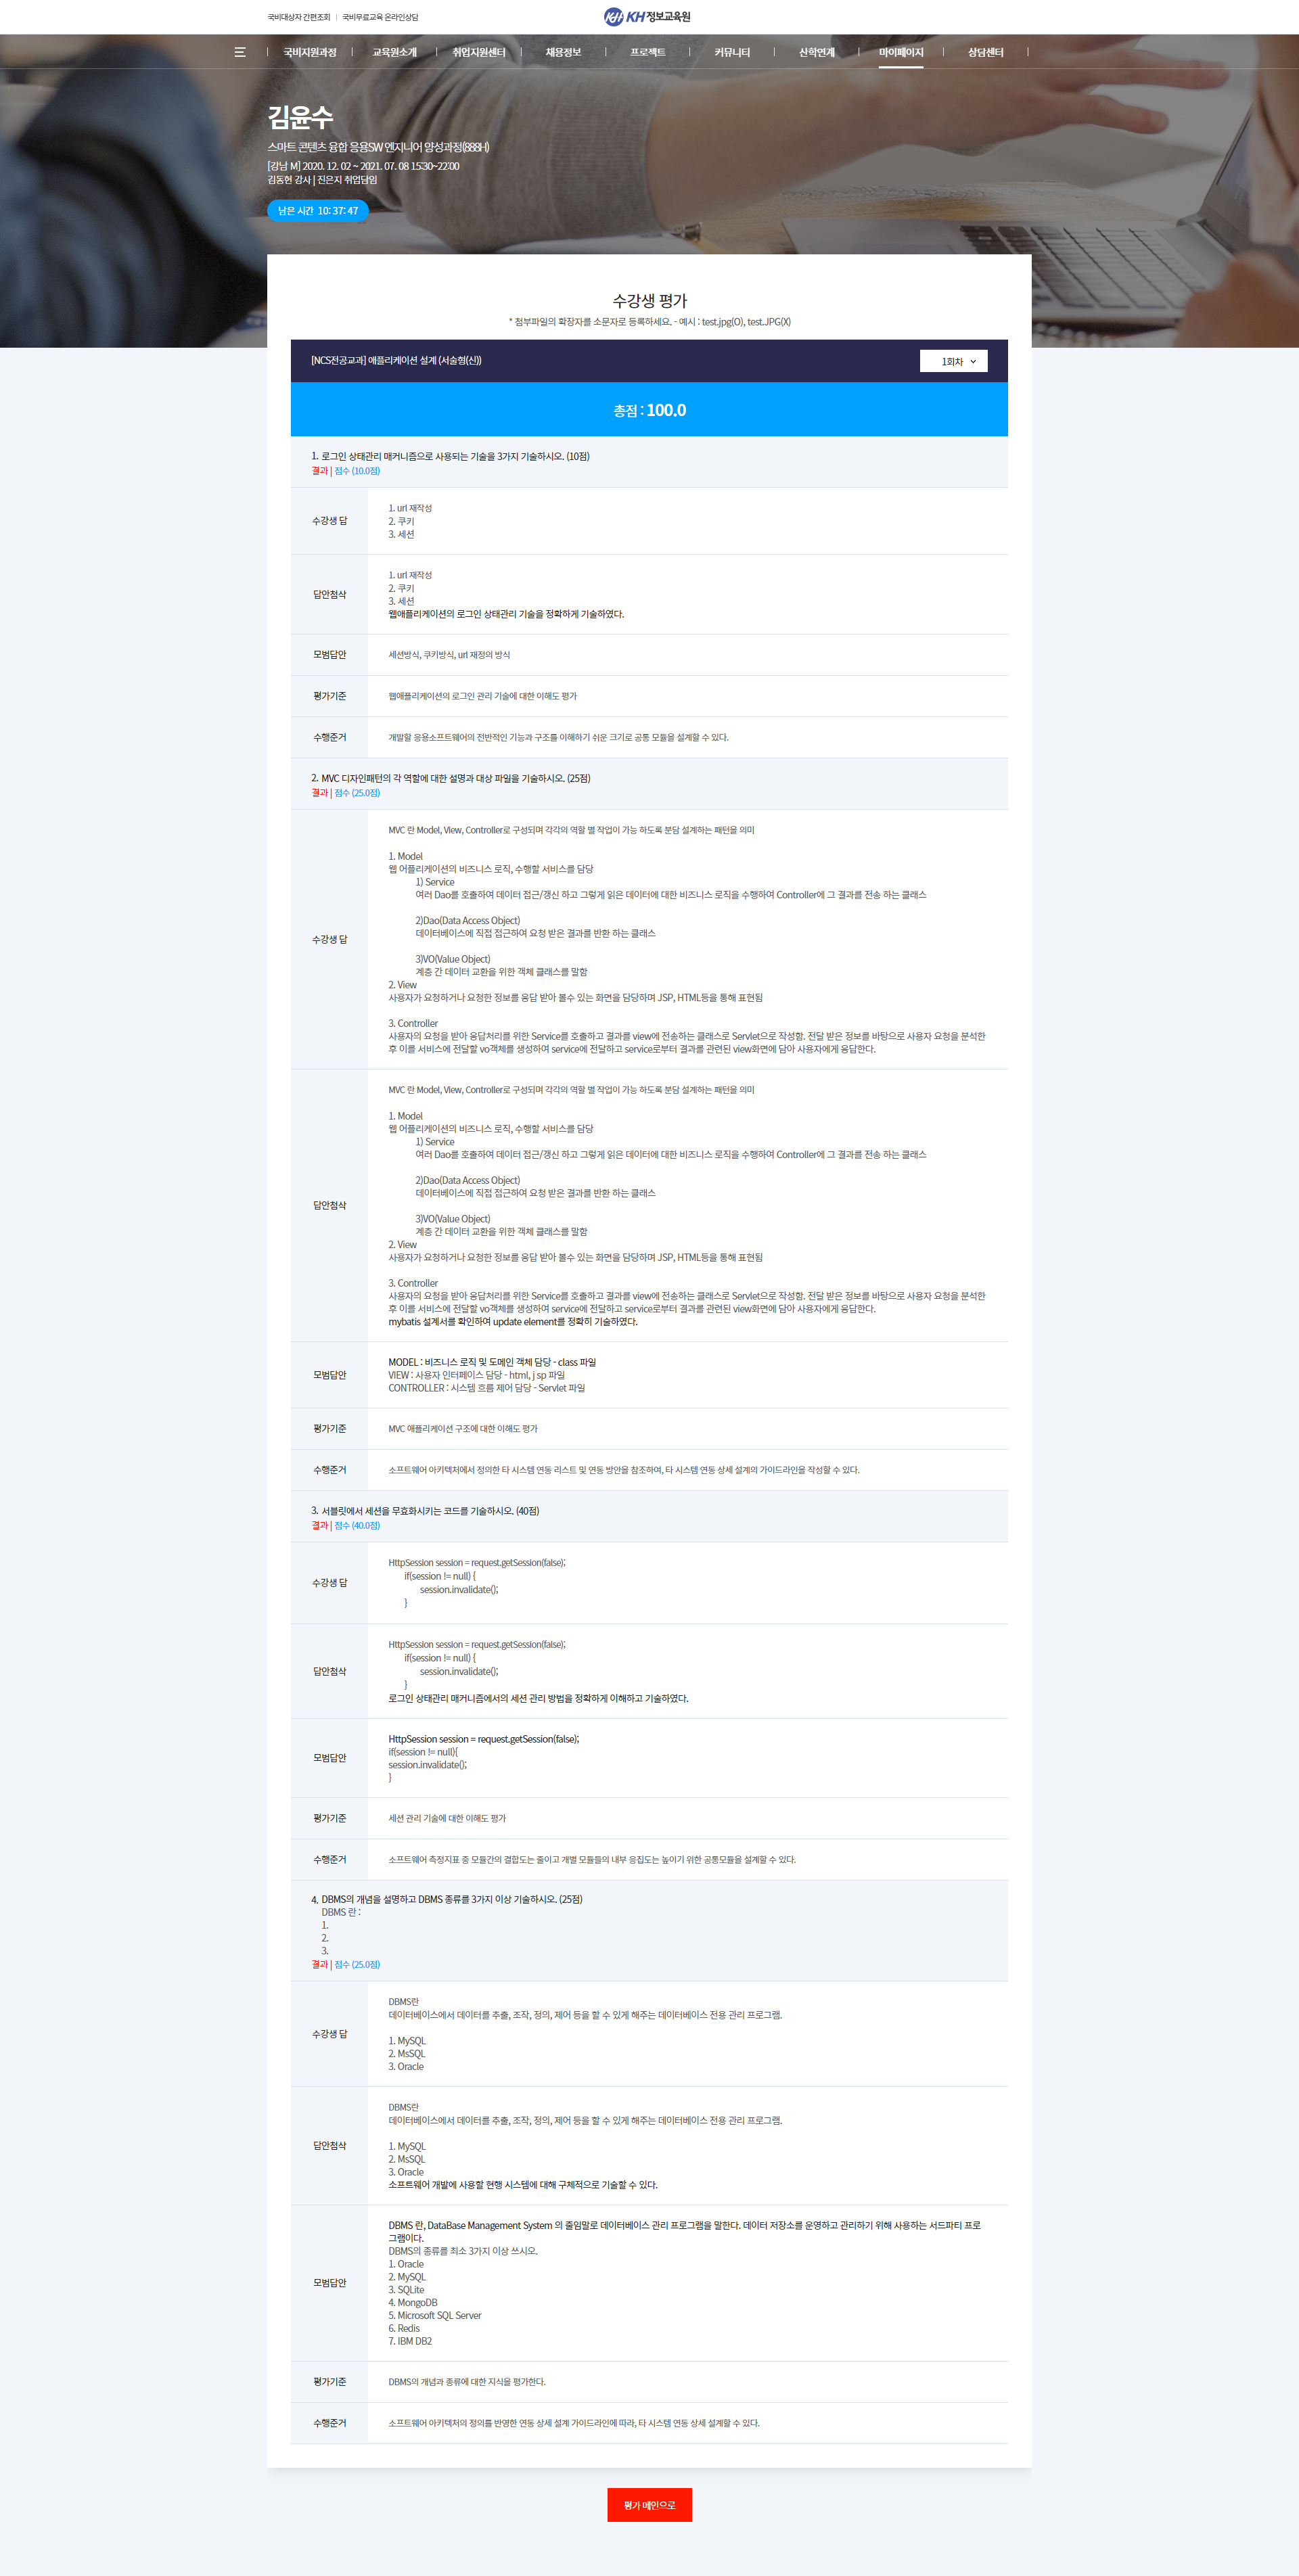 국비대상자 간편조회 | 국비무료교육 온라인상담
KH 정보교육원
국비지원과정
교육원소개
취업지원센터
채용정보
프로젝트
커뮤니티
산학연계
마이페이지
상담센터
김윤수
스마트 콘텐츠 융합 응용SW 엔지니어 양성과정(888H)
[강남 M] 2020. 12. 02 ~ 2021. 07. 08 15:30~22:00
김동현 강사 | 진은지 취업담임
남은 시간 10: 37: 47
수강생 평가
* 첨부파일의 확장자를 소문자로 등록하세요. - 예시 : test.jpg(O), test.JPG(X)
[NCS전공교과] 애플리케이션 설계 (서술형(신))
1회차
총점 : 100.0
1. 로그인 상태관리 매커니즘으로 사용되는 기술을 3가지 기술하시오. (10점)
결과 | 점수 (10.0점)
수강생 답
1. url 재작성
2. 쿠키
3. 세션
답안첨삭
1. url 재작성
2. 쿠키
3. 세션
웹애플리케이션의 로그인 상태관리 기술을 정확하게 기술하였다.
모범답안
세션방식, 쿠키방식, url 재정의 방식
평가기준
웹애플리케이션의 로그인 관리 기술에 대한 이해도 평가
수행준거
개발할 응용소프트웨어의 전반적인 기능과 구조를 이해하기 쉬운 크기로 공통 모듈을 설계할 수 있다.
2. MVC 디자인패턴의 각 역할에 대한 설명과 대상 파일을 기술하시오. (25점)
결과 | 점수 (25.0점)
수강생 답
MVC 란 Model, View, Controller로 구성되며 각각의 역할 별 작업이 가능 하도록 분담 설계하는 패턴을 의미
1. Model
웹 어플리케이션의 비즈니스 로직, 수행할 서비스를 담당
1) Service
여러 Dao를 호출하여 데이터 접근/갱신 하고 그렇게 읽은 데이터에 대한 비즈니스 로직을 수행하여 Controller에 그 결과를 전송 하는 클래스
2)Dao(Data Access Object)
데이터베이스에 직접 접근하여 요청 받은 결과를 반환 하는 클래스
3)VO(Value Object)
계층 간 데이터 교환을 위한 객체 클래스를 말함
2. View
사용자가 요청하거나 요청한 정보를 응답 받아 볼수 있는 화면을 담당하며 JSP, HTML등을 통해 표현됨
3. Controller
사용자의 요청을 받아 응답처리를 위한 Service를 호출하고 결과를 view에 전송하는 클래스로 Servlet으로 작성함. 전달 받은 정보를 바탕으로 사용자 요청을 분석한
후 이를 서비스에 전달할 vo객체를 생성하여 service에 전달하고 service로부터 결과를 관련된 view화면에 담아 사용자에게 응답한다.
답안첨삭
MVC 란 Model, View, Controller로 구성되며 각각의 역할 별 작업이 가능 하도록 분담 설계하는 패턴을 의미
1. Model
웹 어플리케이션의 비즈니스 로직, 수행할 서비스를 담당
1) Service
여러 Dao를 호출하여 데이터 접근/갱신 하고 그렇게 읽은 데이터에 대한 비즈니스 로직을 수행하여 Controller에 그 결과를 전송 하는 클래스
2)Dao(Data Access Object)
데이터베이스에 직접 접근하여 요청 받은 결과를 반환 하는 클래스
3)VO(Value Object)
계층 간 데이터 교환을 위한 객체 클래스를 말함
2. View
사용자가 요청하거나 요청한 정보를 응답 받아 볼수 있는 화면을 담당하며 JSP, HTML등을 통해 표현됨
3. Controller
사용자의 요청을 받아 응답처리를 위한 Service를 호출하고 결과를 view에 전송하는 클래스로 Servlet으로 작성함. 전달 받은 정보를 바탕으로 사용자 요청을 분석한
후 이를 서비스에 전달할 vo객체를 생성하여 service에 전달하고 service로부터 결과를 관련된 view화면에 담아 사용자에게 응답한다.
mybatis 설계서를 확인하여 update element를 정확히 기술하였다.
모범답안
MODEL : 비즈니스 로직 및 도메인 객체 담당 - class 파일
VIEW : 사용자 인터페이스 담당 - html, j sp 파일
CONTROLLER : 시스템 흐름 제어 담당 - Servlet 파일
평가기준
MVC 애플리케이션 구조에 대한 이해도 평가
수행준거
소프트웨어 아키텍처에서 정의한 타 시스템 연동 리스트 및 연동 방안을 참조하여, 타 시스템 연동 상세 설계의 가이드라인을 작성할 수 있다.
3. 서블릿에서 세션을 무효화시키는 코드를 기술하시오. (40점)
결과 | 점수 (40.0점)
수강생 답
HttpSession session = request.getSession(false);
if(session != null) {
session.invalidate();
}
답안첨삭
HttpSession session = request.getSession(false);
if(session != null) {
session.invalidate();
}
로그인 상태관리 매커니즘에서의 세션 관리 방법을 정확하게 이해하고 기술하였다.
모범답안
HttpSession session = request.getSession(false);
if(session != null){
session.invalidate();
}
평가기준
세션 관리 기술에 대한 이해도 평가
수행준거
소프트웨어 측정지표 중 모듈간의 결합도는 줄이고 개별 모듈들의 내부 응집도는 높이기 위한 공통모듈을 설계할 수 있다.
4. DBMS의 개념을 설명하고 DBMS 종류를 3가지 이상 기술하시오. (25점)
DBMS 란 :
1.
2.
3.
결과 | 점수 (25.0점)
수강생 답
DBMS란
데이터베이스에서 데이터를 추출, 조작, 정의, 제어 등을 할 수 있게 해주는 데이터베이스 전용 관리 프로그램.
1. MySQL
2. MsSQL
3. Oracle
답안첨삭
DBMS란
데이터베이스에서 데이터를 추출, 조작, 정의, 제어 등을 할 수 있게 해주는 데이터베이스 전용 관리 프로그램.
1. MySQL
2. MsSQL
3. Oracle
소프트웨어 개발에 사용할 현행 시스템에 대해 구체적으로 기술할 수 있다.
모범답안
DBMS 란, DataBase Management System 의 줄임말로 데이터베이스 관리 프로그램을 말한다. 데이터 저장소를 운영하고 관리하기 위해 사용하는 서드파티 프로
그램이다.
DBMS의 종류를 최소 3가지 이상 쓰시오.
1. Oracle
2. MySQL
3. SQLite
4. MongoDB
5. Microsoft SQL Server
6. Redis
7. IBM DB2
평가기준
DBMS의 개념과 종류에 대한 지식을 평가한다.
수행준거
소프트웨어 아키텍처의 정의를 반영한 연동 상세 설계 가이드라인에 따라, 타 시스템 연동 상세 설계할 수 있다.
평가 메인으로